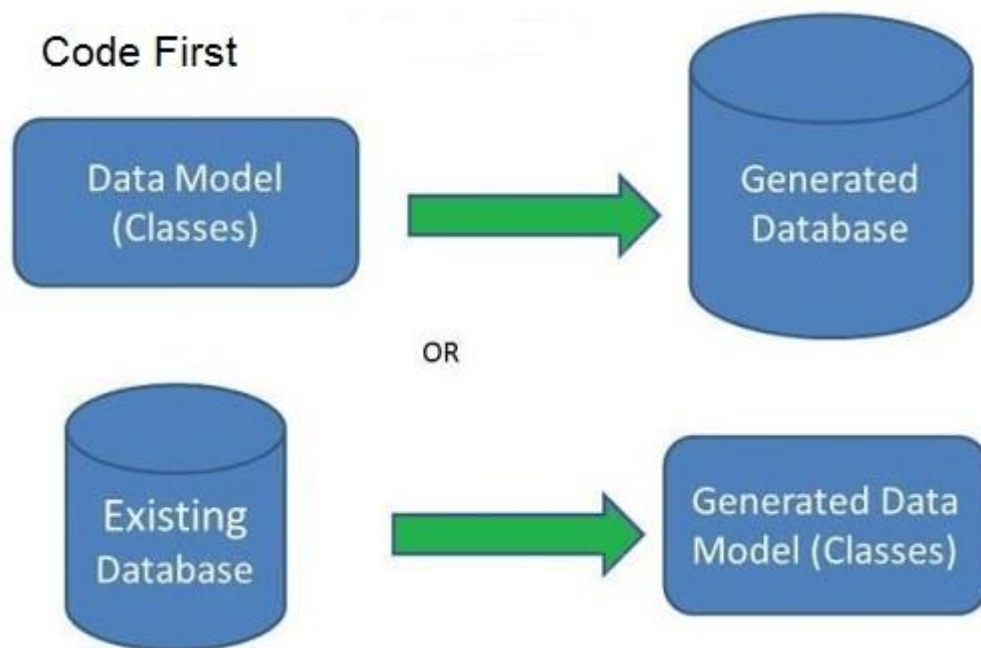 Code First
Data Model
(Classes)
Generated
Database
OR
Existing
Database
Generated Data
Model (Classes)